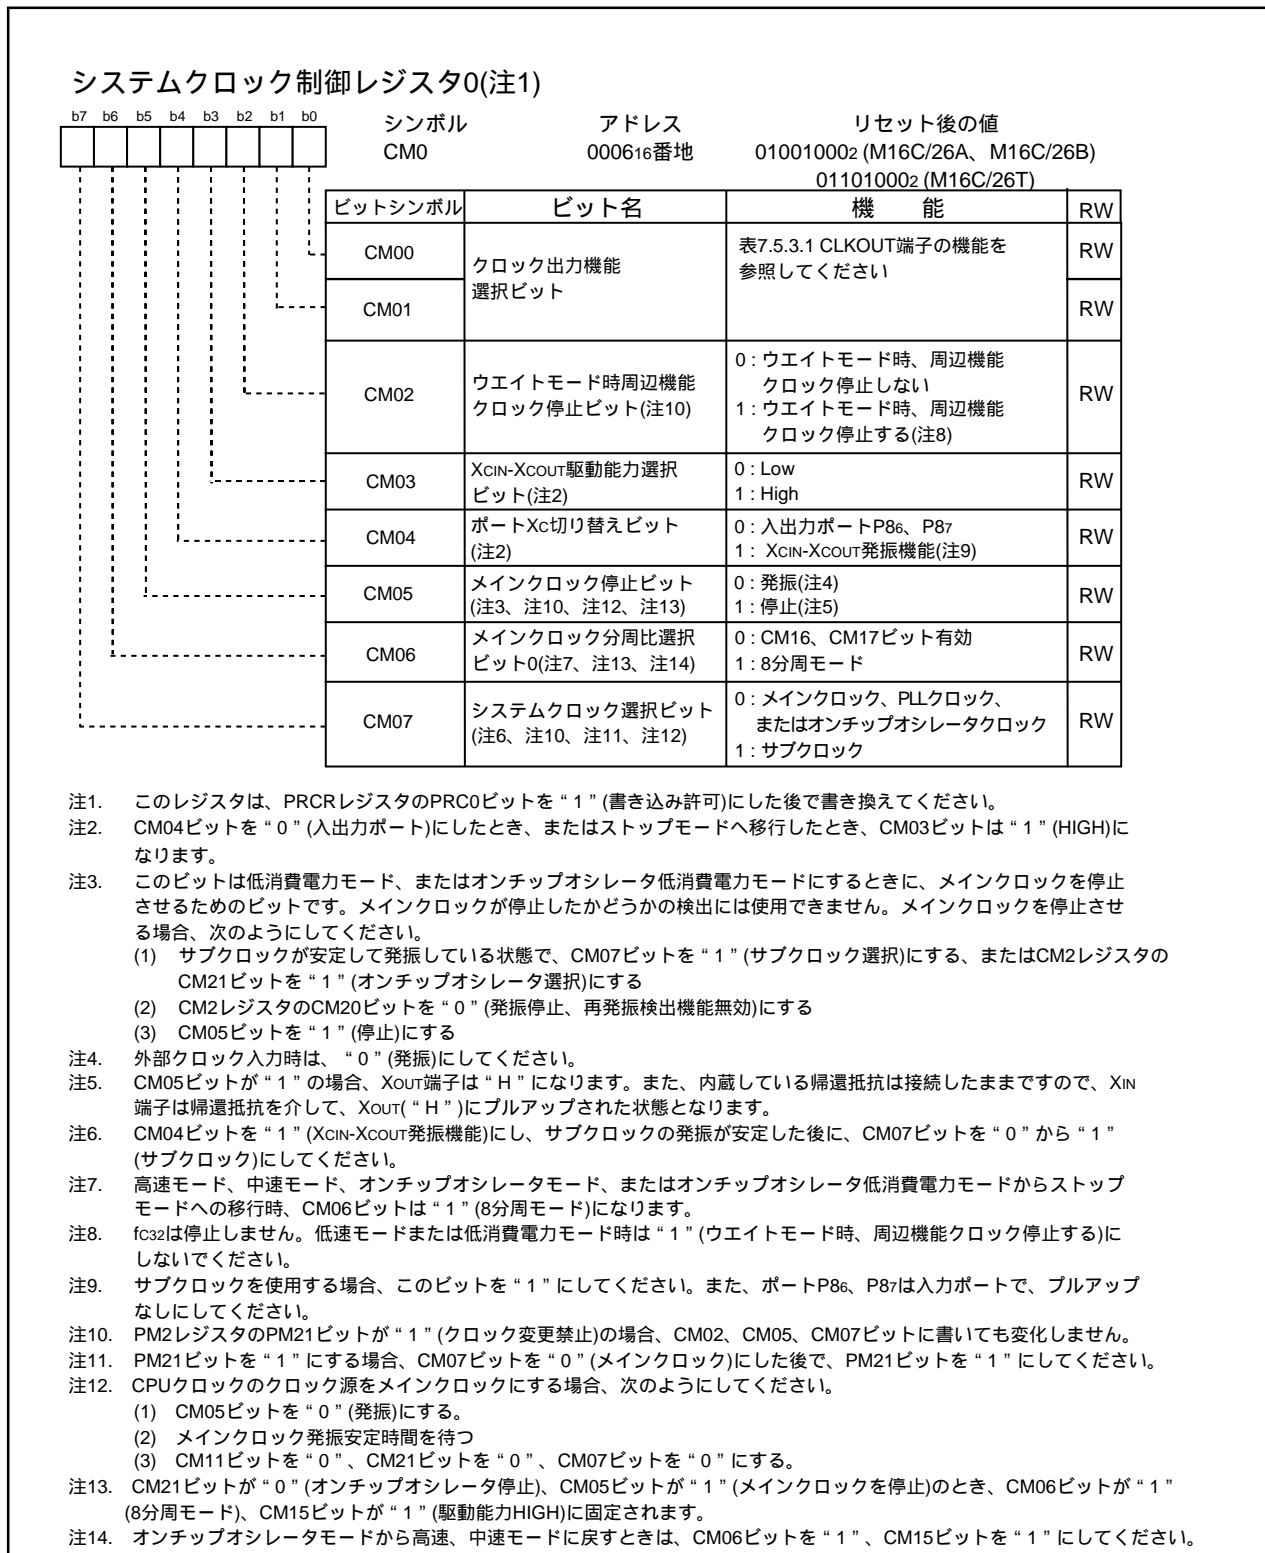 システムクロック制御レジスタ0(注1)
b7 b6 b5 b4 b3 b2 b1 b0
シンボル アドレス リセット後の値
CM0 000616番地 010010002 (M16C/26A、M16C/26B)
011010002 (M16C/26T)
ビットシンボル ビット名 機 能 RW
CM00 クロック出力機能 選択ビット 表7.5.3.1 CLKOUT端子の機能を RW
参照してください
CM01 RW
CM02 ウエイトモード時周辺機能 クロック停止ビット(注10) RW
0 : ウエイトモード時、周辺機能
クロック停止しない
1 : ウエイトモード時、周辺機能
クロック停止する(注8)
CM03 XCIN-XCOUT駆動能力選択 ビット(注2) RW
0 : Low
1 : High
CM04 ポートXC切り替えビット (注2) RW
0 : 入出力ポートP86、P87
1 : XCIN-XCOUT発振機能(注9)
CM05 メインクロック停止ビット (注3、注10、注12、注13) RW
0 : 発振(注4)
1 : 停止(注5)
CM06 メインクロック分周比選択 ビット0(注7、注13、注14) RW
0 : CM16、CM17ビット有効
1 : 8分周モード
CM07 システムクロック選択ビット (注6、注10、注11、注12) RW
0 : メインクロック、PLLクロック、
またはオンチップオシレータクロック
1 : サブクロック
注1. このレジスタは、PRCRレジスタのPRC0ビットを“ 1 ” (書き込み許可)にした後で書き換えてください。
注2. CM04ビットを“ 0 ” (入出力ポート)にしたとき、またはストップモードへ移行したとき、CM03ビットは“ 1 ” (HIGH)に
なります。
注3. このビットは低消費電力モード、またはオンチップオシレータ低消費電力モードにするときに、メインクロックを停止
させるためのビットです。メインクロックが停止したかどうかの検出には使用できません。メインクロックを停止させ
る場合、次のようにしてください。
(1) サブクロックが安定して発振している状態で、CM07ビットを“ 1 ” (サブクロック選択)にする、またはCM2レジスタの
CM21ビットを“ 1 ” (オンチップオシレータ選択)にする
(2) CM2レジスタのCM20ビットを“ 0 ” (発振停止、再発振検出機能無効)にする
(3) CM05ビットを“ 1 ” (停止)にする
注4. 外部クロック入力時は、“ 0 ” (発振)にしてください。
注5. CM05ビットが“ 1 ” の場合、XOUT端子は“ H ” になります。また、内蔵している帰還抵抗は接続したままですので、XIN
端子は帰還抵抗を介して、XOUT( “ H ” )にプルアップされた状態となります。
注6. CM04ビットを“ 1 ” (XCIN-XCOUT発振機能)にし、サブクロックの発振が安定した後に、CM07ビットを“ 0 ” から“ 1 ”
(サブクロック)にしてください。
注7. 高速モード、中速モード、オンチップオシレータモード、またはオンチップオシレータ低消費電力モードからストップ
モードへの移行時、CM06ビットは“ 1 ” (8分周モード)になります。
注8. fC32は停止しません。低速モードまたは低消費電力モード時は“ 1 ” (ウエイトモード時、周辺機能クロック停止する)に
しないでください。
注9. サブクロックを使用する場合、このビットを“ 1 ” にしてください。また、ポートP86、P87は入力ポートで、プルアップ
なしにしてください。
注10. PM2レジスタのPM21ビットが“ 1 ” (クロック変更禁止)の場合、CM02、CM05、CM07ビットに書いても変化しません。
注11. PM21ビットを“ 1 ” にする場合、CM07ビットを“ 0 ” (メインクロック)にした後で、PM21ビットを“ 1 ” にしてください。
注12. CPUクロックのクロック源をメインクロックにする場合、次のようにしてください。
(1) CM05ビットを“ 0 ” (発振)にする。
(2) メインクロック発振安定時間を待つ
(3) CM11ビットを“ 0 ” 、CM21ビットを“ 0 ” 、CM07ビットを“ 0 ” にする。
注13. CM21ビットが“ 0 ” (オンチップオシレータ停止)、CM05ビットが“ 1 ” (メインクロックを停止)のとき、CM06ビットが“ 1 ”
(8分周モード)、CM15ビットが“ 1 ” (駆動能力HIGH)に固定されます。
注14. オンチップオシレータモードから高速、中速モードに戻すときは、CM06ビットを“ 1 ” 、CM15ビットを“ 1 ” にしてください。